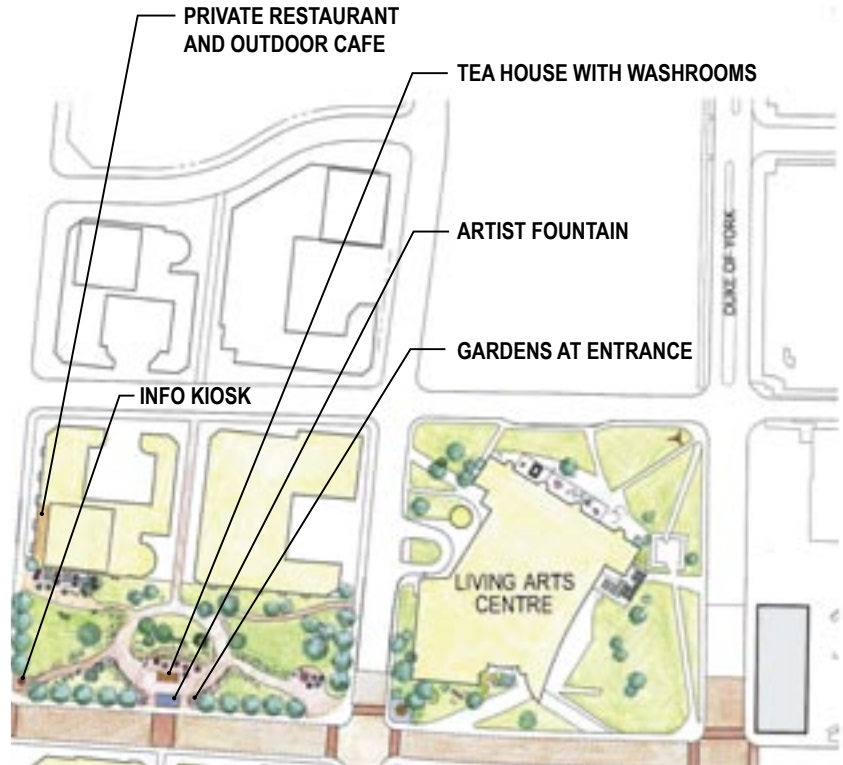 PRIVATE RESTAURANT
AND OUTDOOR CAFE
TEA HOUSE WITH WASHROOMS
ARTIST FOUNTAIN
DUKE OF YORK
GARDENS AT ENTRANCE
INFO KIOSK
LIVING ARTS
CENTRE